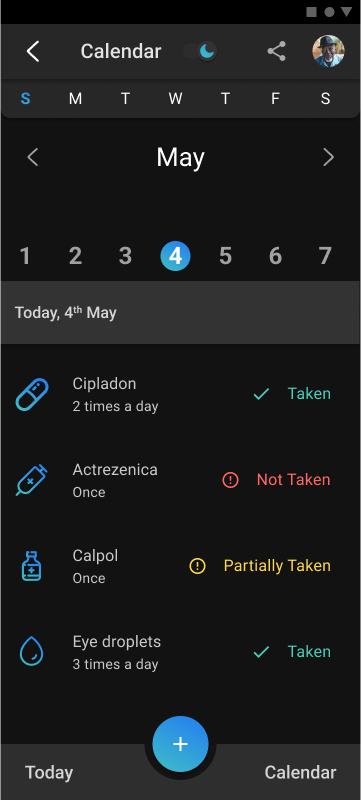 Calendar
S M T W T F S
May
1 2 3 4 5 6 7
Today, 4th May
Cipladon
2 times a day
Taken
Actrezenica
Once
Not Taken
Calpol
Once
Partially Taken
Eye droplets
3 times a day
Taken
Today
Calendar